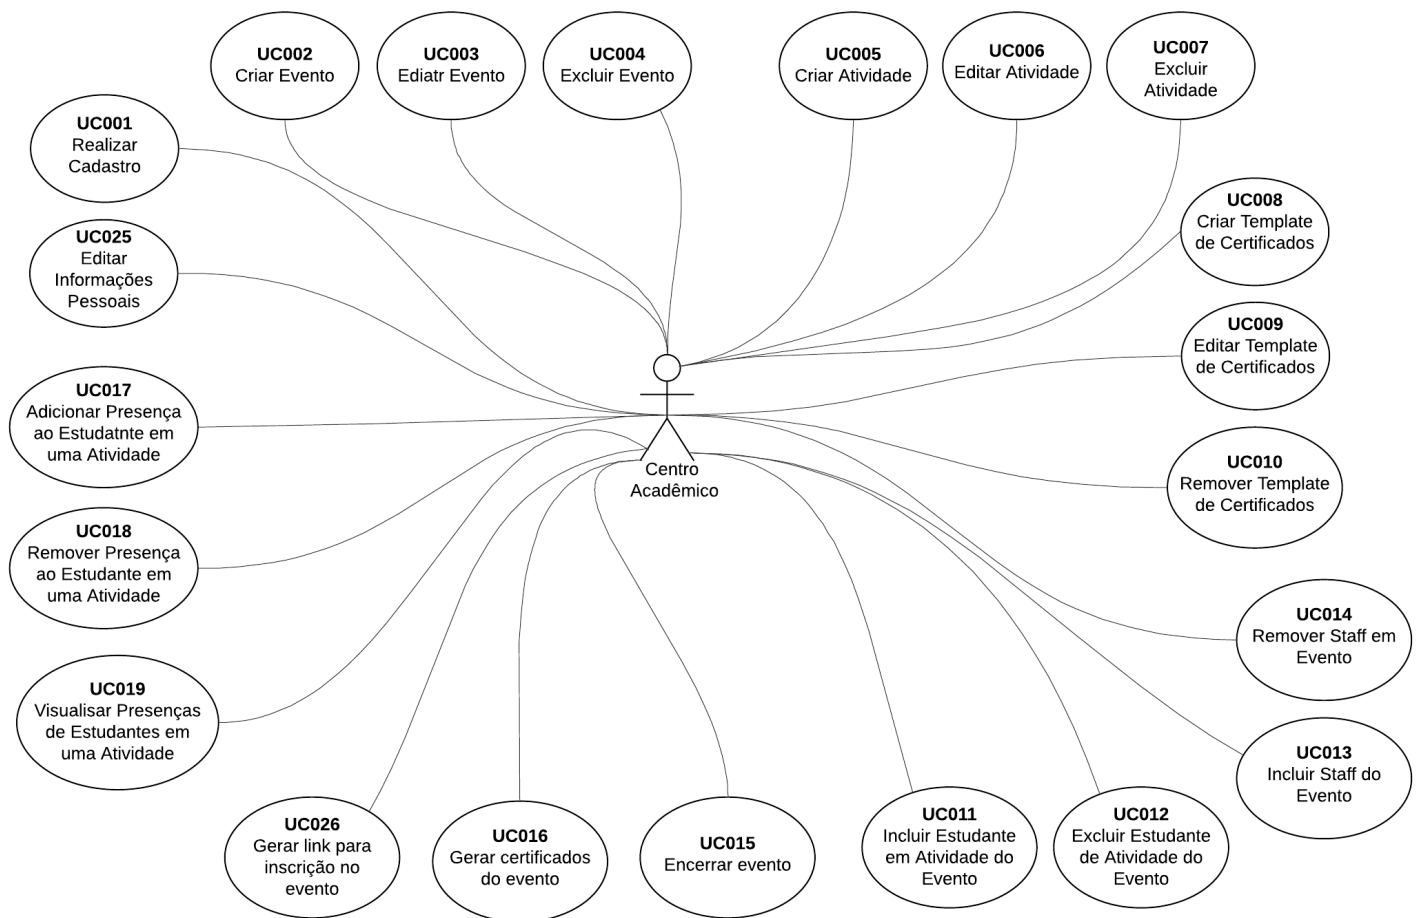 UC002
Criar Evento
UC003
Ediatr Evento
UC004
Excluir Evento
UC005
Criar Atividade
UC006
Editar Atividade
UC007
Excluir
Atividade
UC001
Realizar
Cadastro
UC008
Criar Template
de Certificados
UC025
Editar
Informações
Pessoais
UC009
Editar Template
de Certificados
UC017
Adicionar Presença
ao Estudatnte em
uma Atividade
Centro
Acadêmico
UC010
Remover Template
de Certificados
UC018
Remover Presença
ao Estudante em
uma Atividade
UC014
Remover Staff em
Evento
UC019
Visualisar Presenças
de Estudantes em
uma Atividade
UC013
Incluir Staff do
Evento
UC026
Gerar link para
inscrição no
evento
UC016
Gerar certificados
do evento
UC015
Encerrar evento
UC011
Incluir Estudante
em Atividade do
Evento
UC012
Excluir Estudante
de Atividade do
Evento